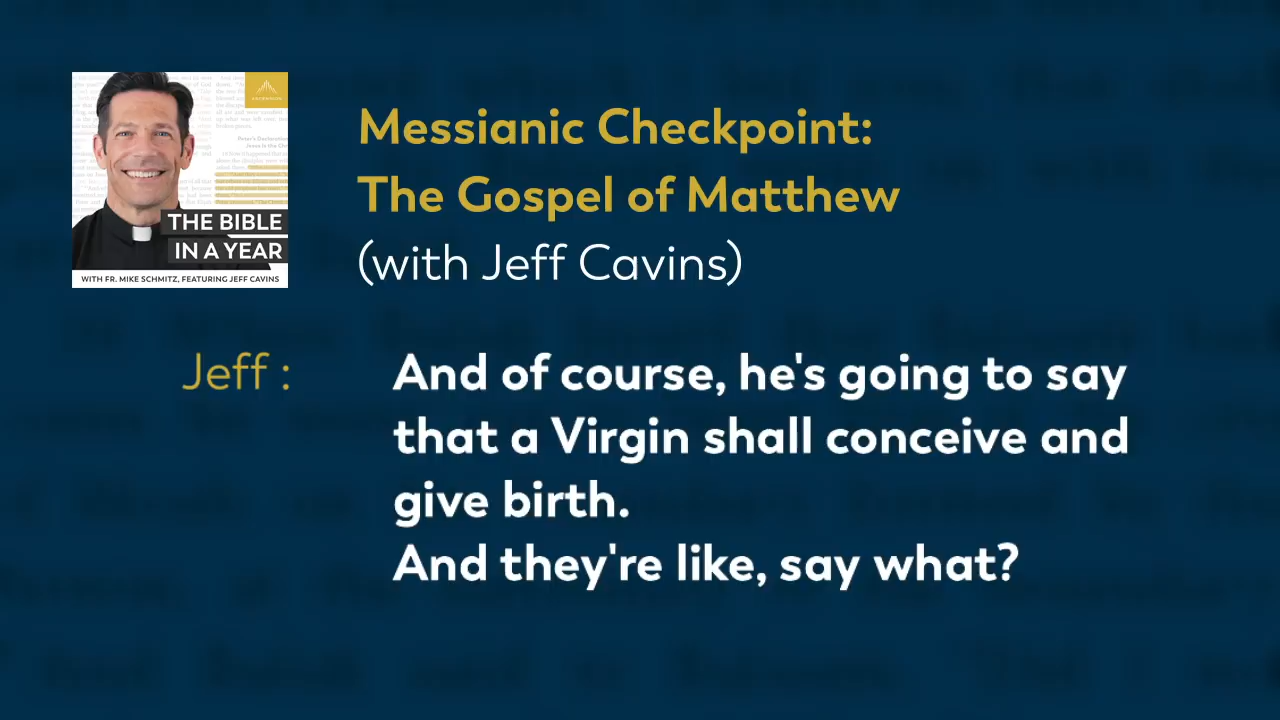 Messianic Checkpoint:
The Gospel of Matthew
(with Jeff Cavins)
THE BIBLE
IN A YEAR
WITH FR. MIKE SCHMITZ, FEATURING JEFF CAVINS
Jeff :
And of course, he's going to say
that a Virgin shall conceive and
give birth.
And they're like, say what?